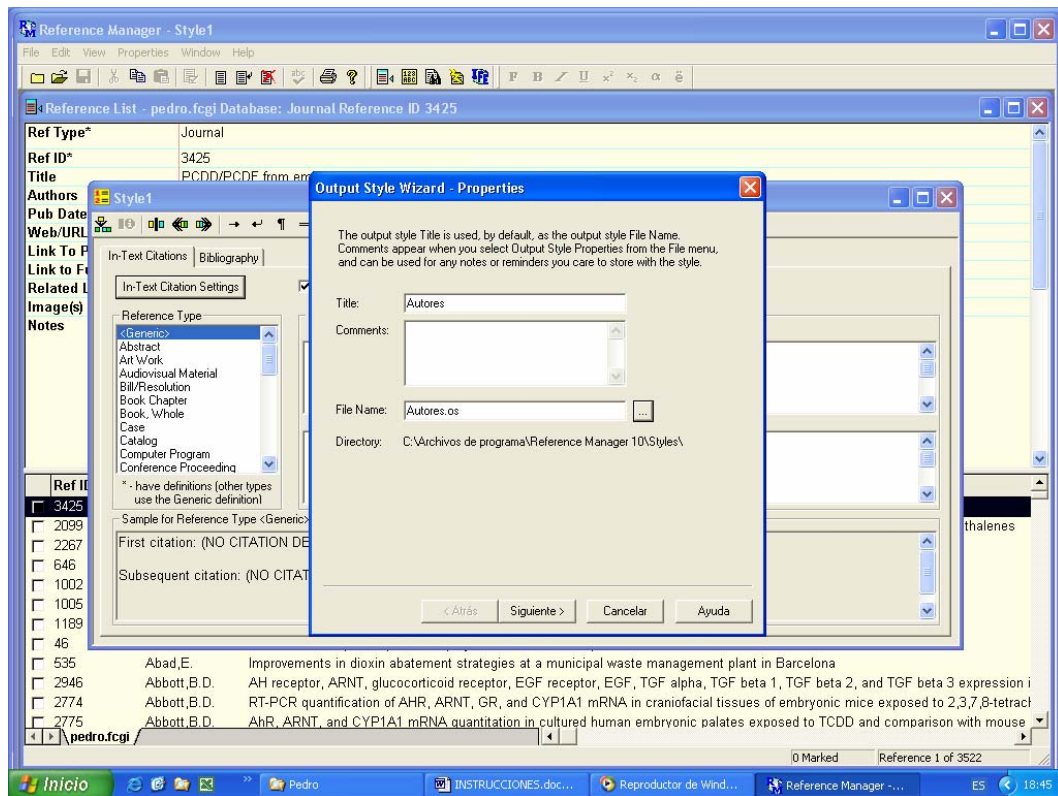 Reference Manager - Style1
File Edit View Properties Window Help
F B Z U x² x₂ α ë
Reference List - pedro.fcgi Database: Journal Reference ID 3425
Ref Type* Journal
Ref ID* 3425
Title PCDD/PCDF from em
Authors
Pub Date
Web/URL
Link To P
Link to Fu
Related L
Image(s)
Notes
Style1
In-Text Citations Bibliography
In-Text Citation Settings
Reference Type
<Generic>
Abstract
Art Work
Audiovisual Material
Bill/Resolution
Book Chapter
Book, Whole
Case
Catalog
Computer Program
Conference Proceeding
* - have definitions (other types
use the Generic definition)
Sample for Reference Type <Generic>
First citation: (NO CITATION DE
Subsequent citation: (NO CITAT
Output Style Wizard - Properties
The output style Title is used, by default, as the output style File Name.
Comments appear when you select Output Style Properties from the File menu,
and can be used for any notes or reminders you care to store with the style.
Title: Autores
Comments:
File Name: Autores.os ...
Directory: C:\Archivos de programa\Reference Manager 10\Styles\
< Atrás Siguiente > Cancelar Ayuda
Ref ID
3425
2099 thalenes
2267
646
1002
1005
1189
46
535 Abad,E. Improvements in dioxin abatement strategies at a municipal waste management plant in Barcelona
2946 Abbott,B.D. AH receptor, ARNT, glucocorticoid receptor, EGF receptor, EGF, TGF alpha, TGF beta 1, TGF beta 2, and TGF beta 3 expression i
2774 Abbott,B.D. RT-PCR quantification of AHR, ARNT, GR, and CYP1A1 mRNA in craniofacial tissues of embryonic mice exposed to 2,3,7,8-tetrach
2775 Abbott,B.D. AhR, ARNT, and CYP1A1 mRNA quantitation in cultured human embryonic palates exposed to TCDD and comparison with mouse
pedro.fcgi
0 Marked Reference 1 of 3522
Inicio » Pedro INSTRUCCIONES.doc... Reproductor de Wind... Reference Manager -... ES 18:45